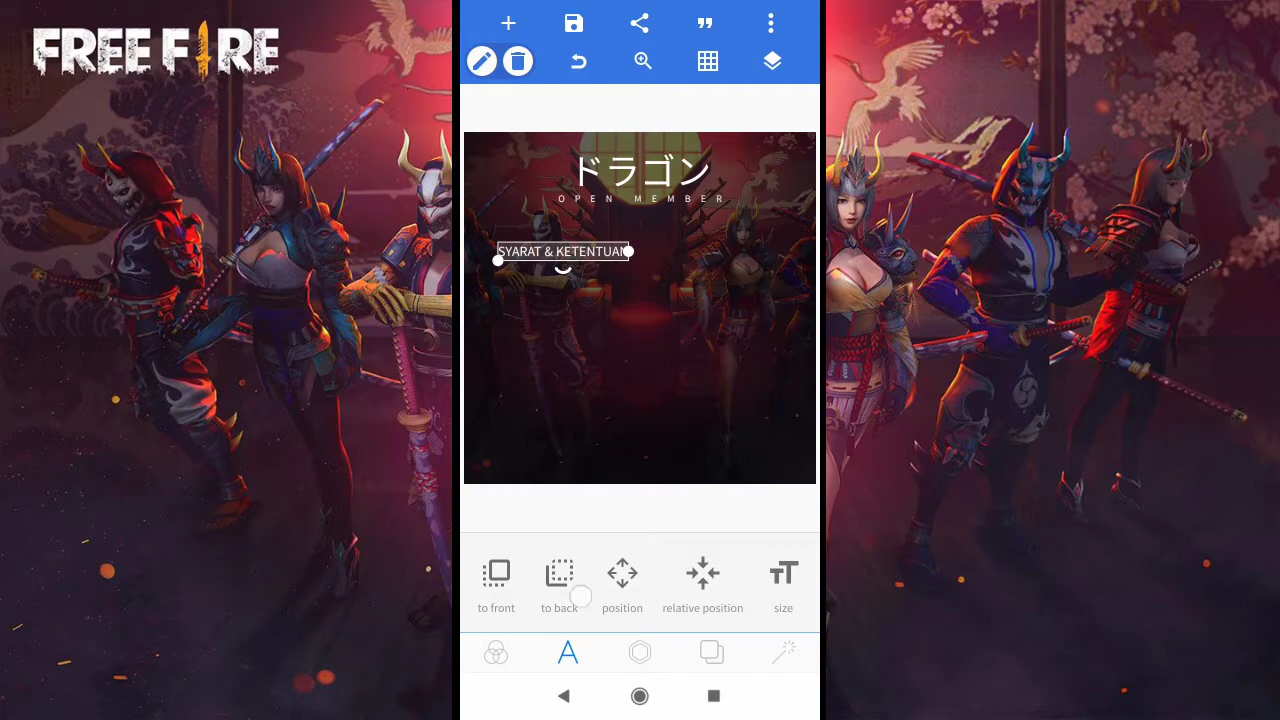 FREE FIRE
ドラゴン
OPEN MEMBER
SYARAT & KETENTUAN
to front
to back
position
relative position
size